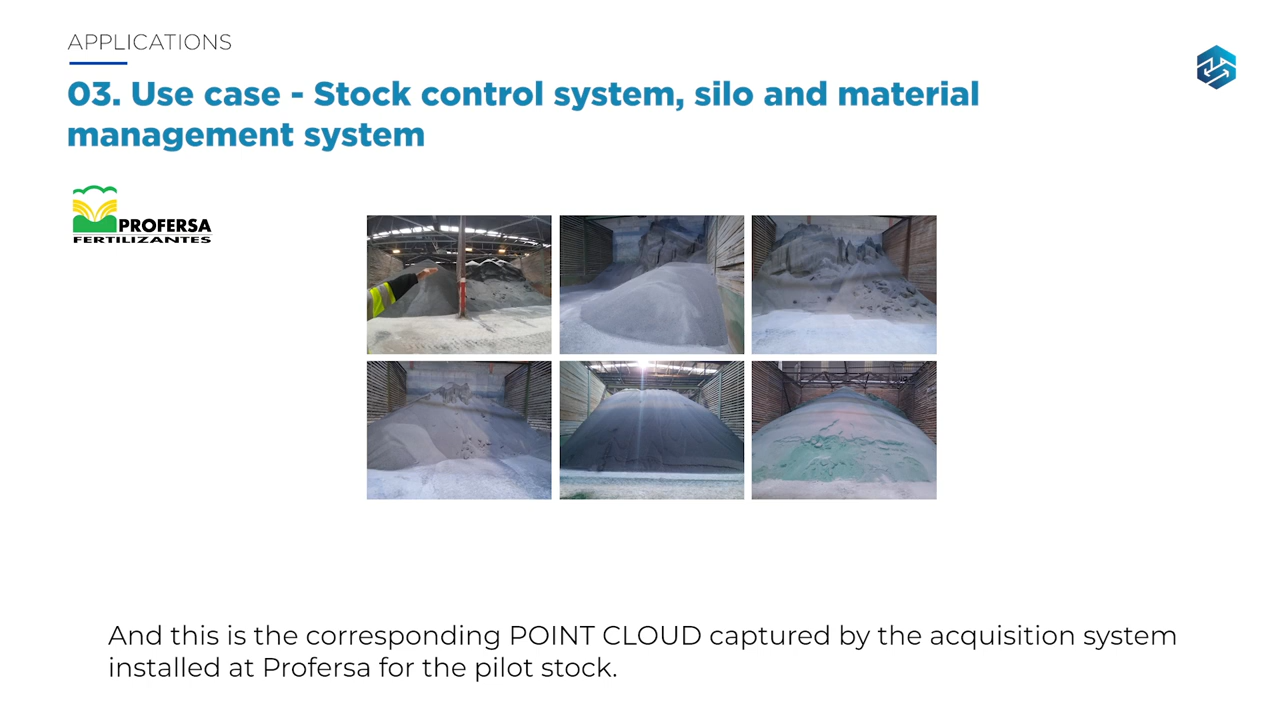 APPLICATIONS
03. Use case - Stock control system, silo and material
management system
PROFERSA
FERTILIZANTES
And this is the corresponding POINT CLOUD captured by the acquisition system
installed at Profersa for the pilot stock.